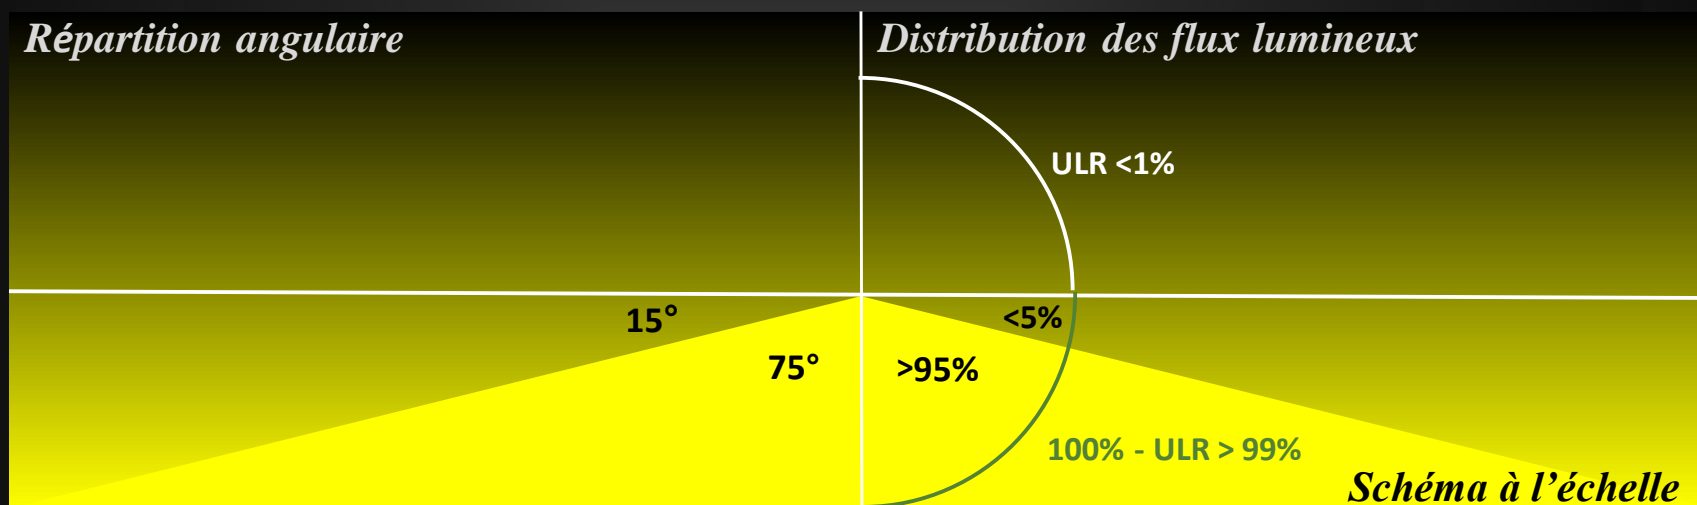 Répartition angulaire
Distribution des flux lumineux
ULR <1%
15°
<5%
75°
>95%
100% - ULR > 99%
Schéma à l’échelle